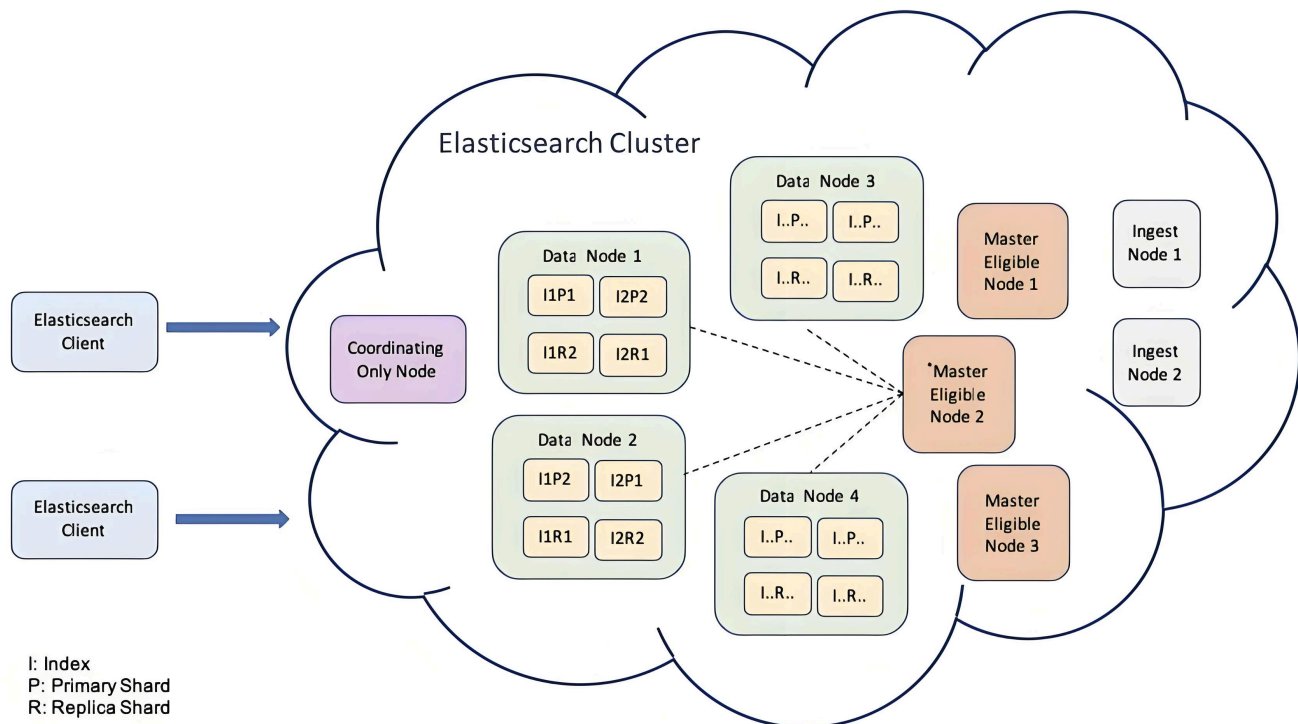 Elasticsearch Cluster
Elasticsearch
Client
Elasticsearch
Client
Coordinating
Only Node
Data Node 1
I1P1
I2P2
I1R2
I2R1
Data Node 2
I1P2
I2P1
I1R1
I2R2
Data Node 3
I..P..
I..P..
I..R..
I..R..
Data Node 4
I..P..
I..P..
I..R..
I..R..
Master
Eligible
Node 1
*Master
Eligible
Node 2
Master
Eligible
Node 3
Ingest
Node 1
Ingest
Node 2
I: Index
P: Primary Shard
R: Replica Shard